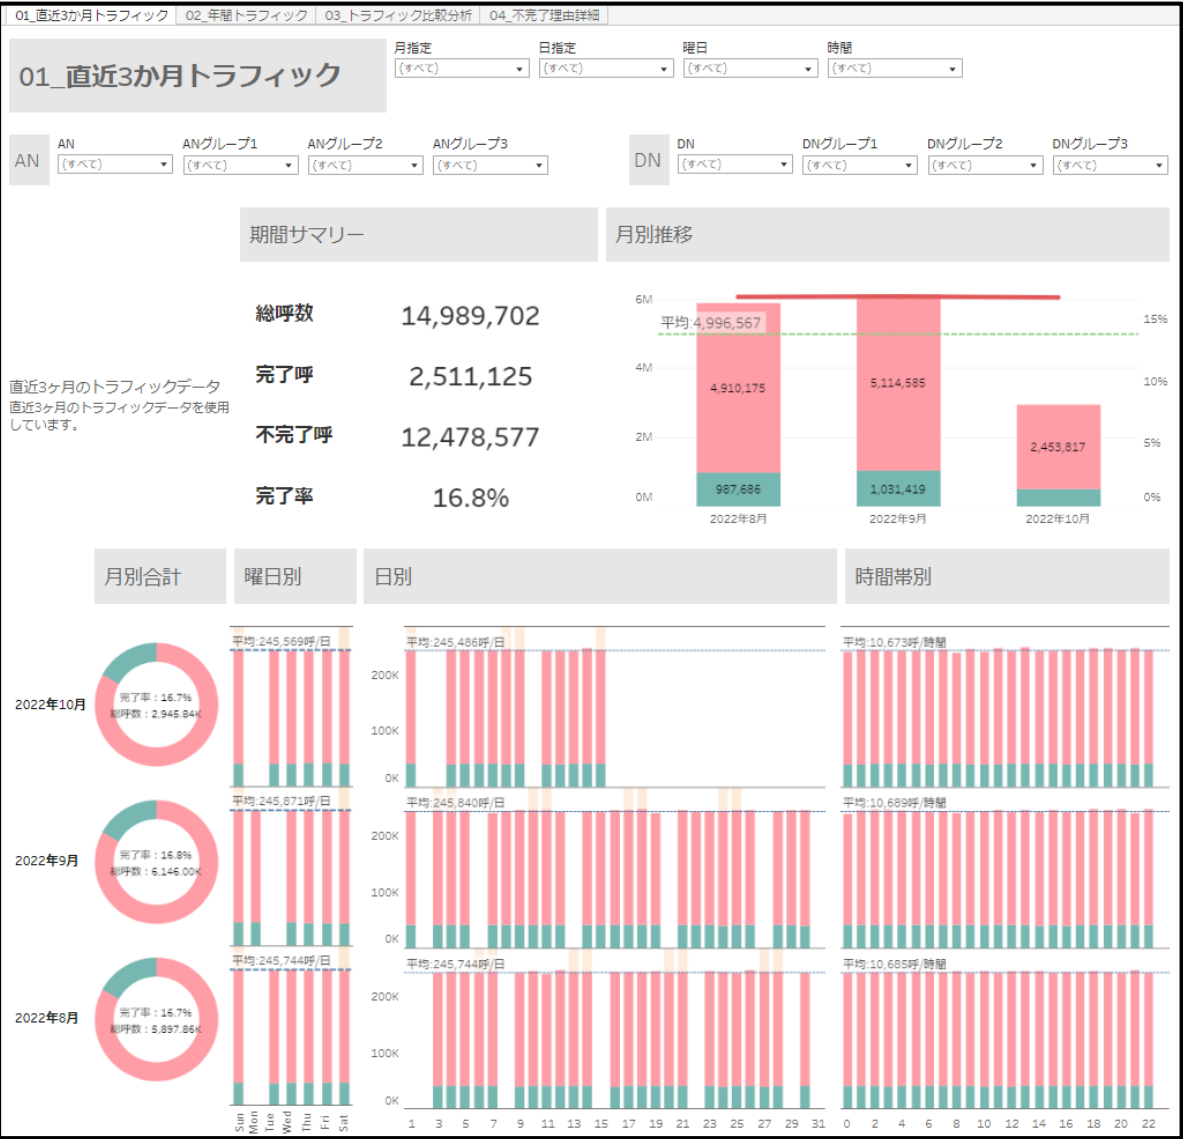 01_直近3か月トラフィック 02_年間トラフィック 03_トラフィック比較分析 04_不完了理由詳細
01_直近3か月トラフィック
月指定 日指定 曜日 時間
(すべて) (すべて) (すべて) (すべて)
AN
AN ANグループ1 ANグループ2 ANグループ3
(すべて) (すべて) (すべて) (すべて)
DN
DN DNグループ1 DNグループ2 DNグループ3
(すべて) (すべて) (すべて) (すべて)
直近3ヶ月のトラフィックデータ
直近3ヶ月のトラフィックデータを使用
しています。
期間サマリー
総呼数 14,989,702
完了呼 2,511,125
不完了呼 12,478,577
完了率 16.8%
月別推移
6M
平均:4,996,567
15%
4M
4,910,175
5,114,585
10%
2M
2,453,817
5%
987,686
1,031,419
0M
0%
2022年8月 2022年9月 2022年10月
月別合計 曜日別 日別 時間帯別
2022年10月
完了率：16.7%
総呼数：2,945.84K
平均:245,569呼/日
平均:245,486呼/日
200K
100K
0K
平均:10,673呼/時間
2022年9月
完了率：16.8%
総呼数：6,146.00K
平均:245,871呼/日
平均:245,840呼/日
200K
100K
0K
平均:10,689呼/時間
2022年8月
完了率：16.7%
総呼数：5,897.86K
平均:245,744呼/日
平均:245,744呼/日
200K
100K
0K
平均:10,685呼/時間
Sun Mon Tue Wed Thu Fri Sat
1 3 5 7 9 11 13 15 17 19 21 23 25 27 29 31
0 2 4 6 8 10 12 14 16 18 20 22